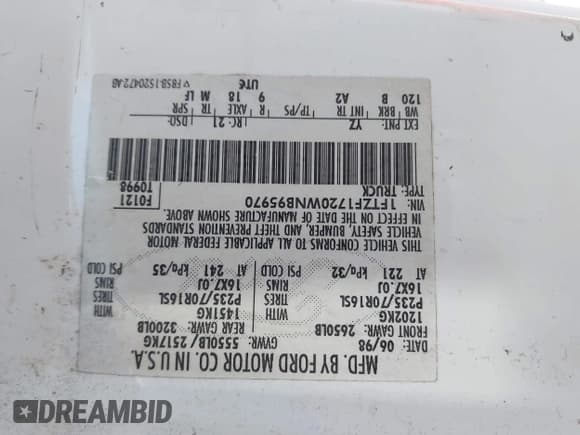 MFD. BY FORD MOTOR CO. IN U.S.A.
DATE: 06/98 GVWR: 5550LB/ 2517KG
FRONT GAWR: 2650LB REAR GAWR: 3200LB
1202KG WITH 1451KG WITH
P235/70R16SL TIRES P235/70R16SL TIRES
16X7.0J RIMS 16X7.0J RIMS
AT 221 kPa/32 PSI COLD AT 241 kPa/35 PSI COLD
THIS VEHICLE CONFORMS TO ALL APPLICABLE FEDERAL MOTOR
VEHICLE SAFETY, BUMPER, AND THEFT PREVENTION STANDARDS
IN EFFECT ON THE DATE OF MANUFACTURE SHOWN ABOVE.
VIN: 1FTZF1720WNB95970 F0121
TYPE: TRUCK T0998
EXT PNT: YZ RC: 21 DSO:
WB BRK INT TR TP/PS R AXLE TR SPR
120 B A2 9 18 M LF
UT6
F85B-1520472-AB
DREAMBID